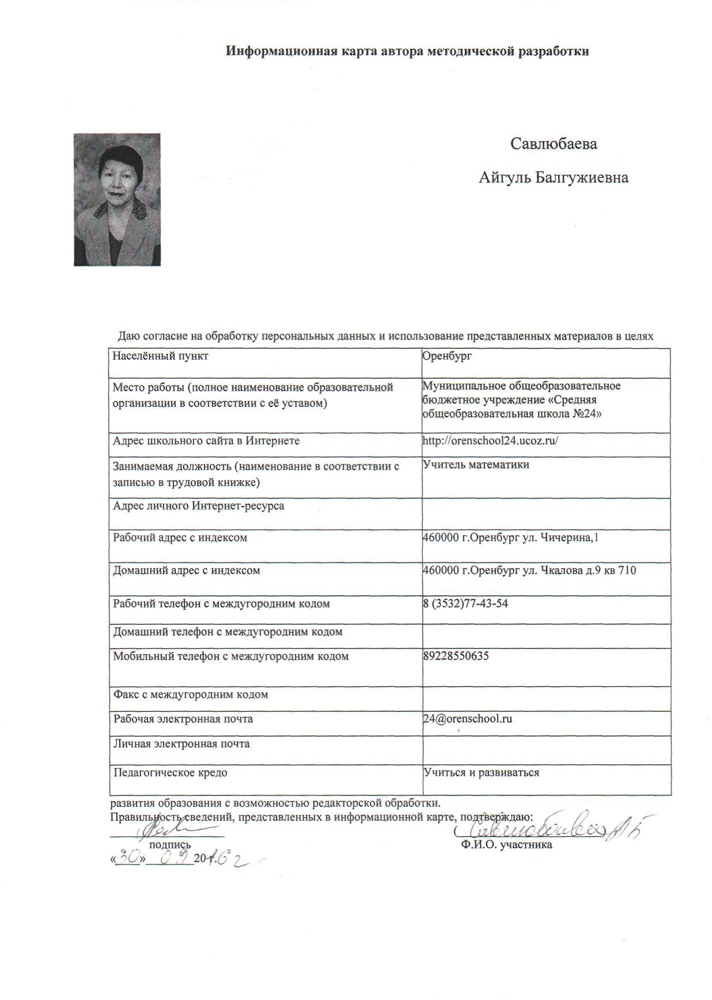 Информационная карта автора методической разработки
Савлюбаева
Айгуль Балгужиевна
Даю согласие на обработку персональных данных и использование представленных материалов в целях
Населённый пункт
Оренбург
Место работы (полное наименование образовательной
организации в соответствии с её уставом)
Муниципальное общеобразовательное
бюджетное учреждение «Средняя
общеобразовательная школа №24»
Адрес школьного сайта в Интернете
http://orenschool24.ucoz.ru/
Занимаемая должность (наименование в соответствии с
записью в трудовой книжке)
Учитель математики
Адрес личного Интернет-ресурса
Рабочий адрес с индексом
460000 г.Оренбург ул. Чичерина,1
Домашний адрес с индексом
460000 г.Оренбург ул. Чкалова д.9 кв 710
Рабочий телефон с междугородним кодом
8 (3532)77-43-54
Домашний телефон с междугородним кодом
Мобильный телефон с междугородним кодом
89228550635
Факс с междугородним кодом
Рабочая электронная почта
24@orenschool.ru
Личная электронная почта
Педагогическое кредо
Учиться и развиваться
развития образования с возможностью редакторской обработки.
Правильность сведений, представленных в информационной карте, подтверждаю:
(Савлюбаева) АБ
подпись
Ф.И.О. участника
«30» 09 2016 г